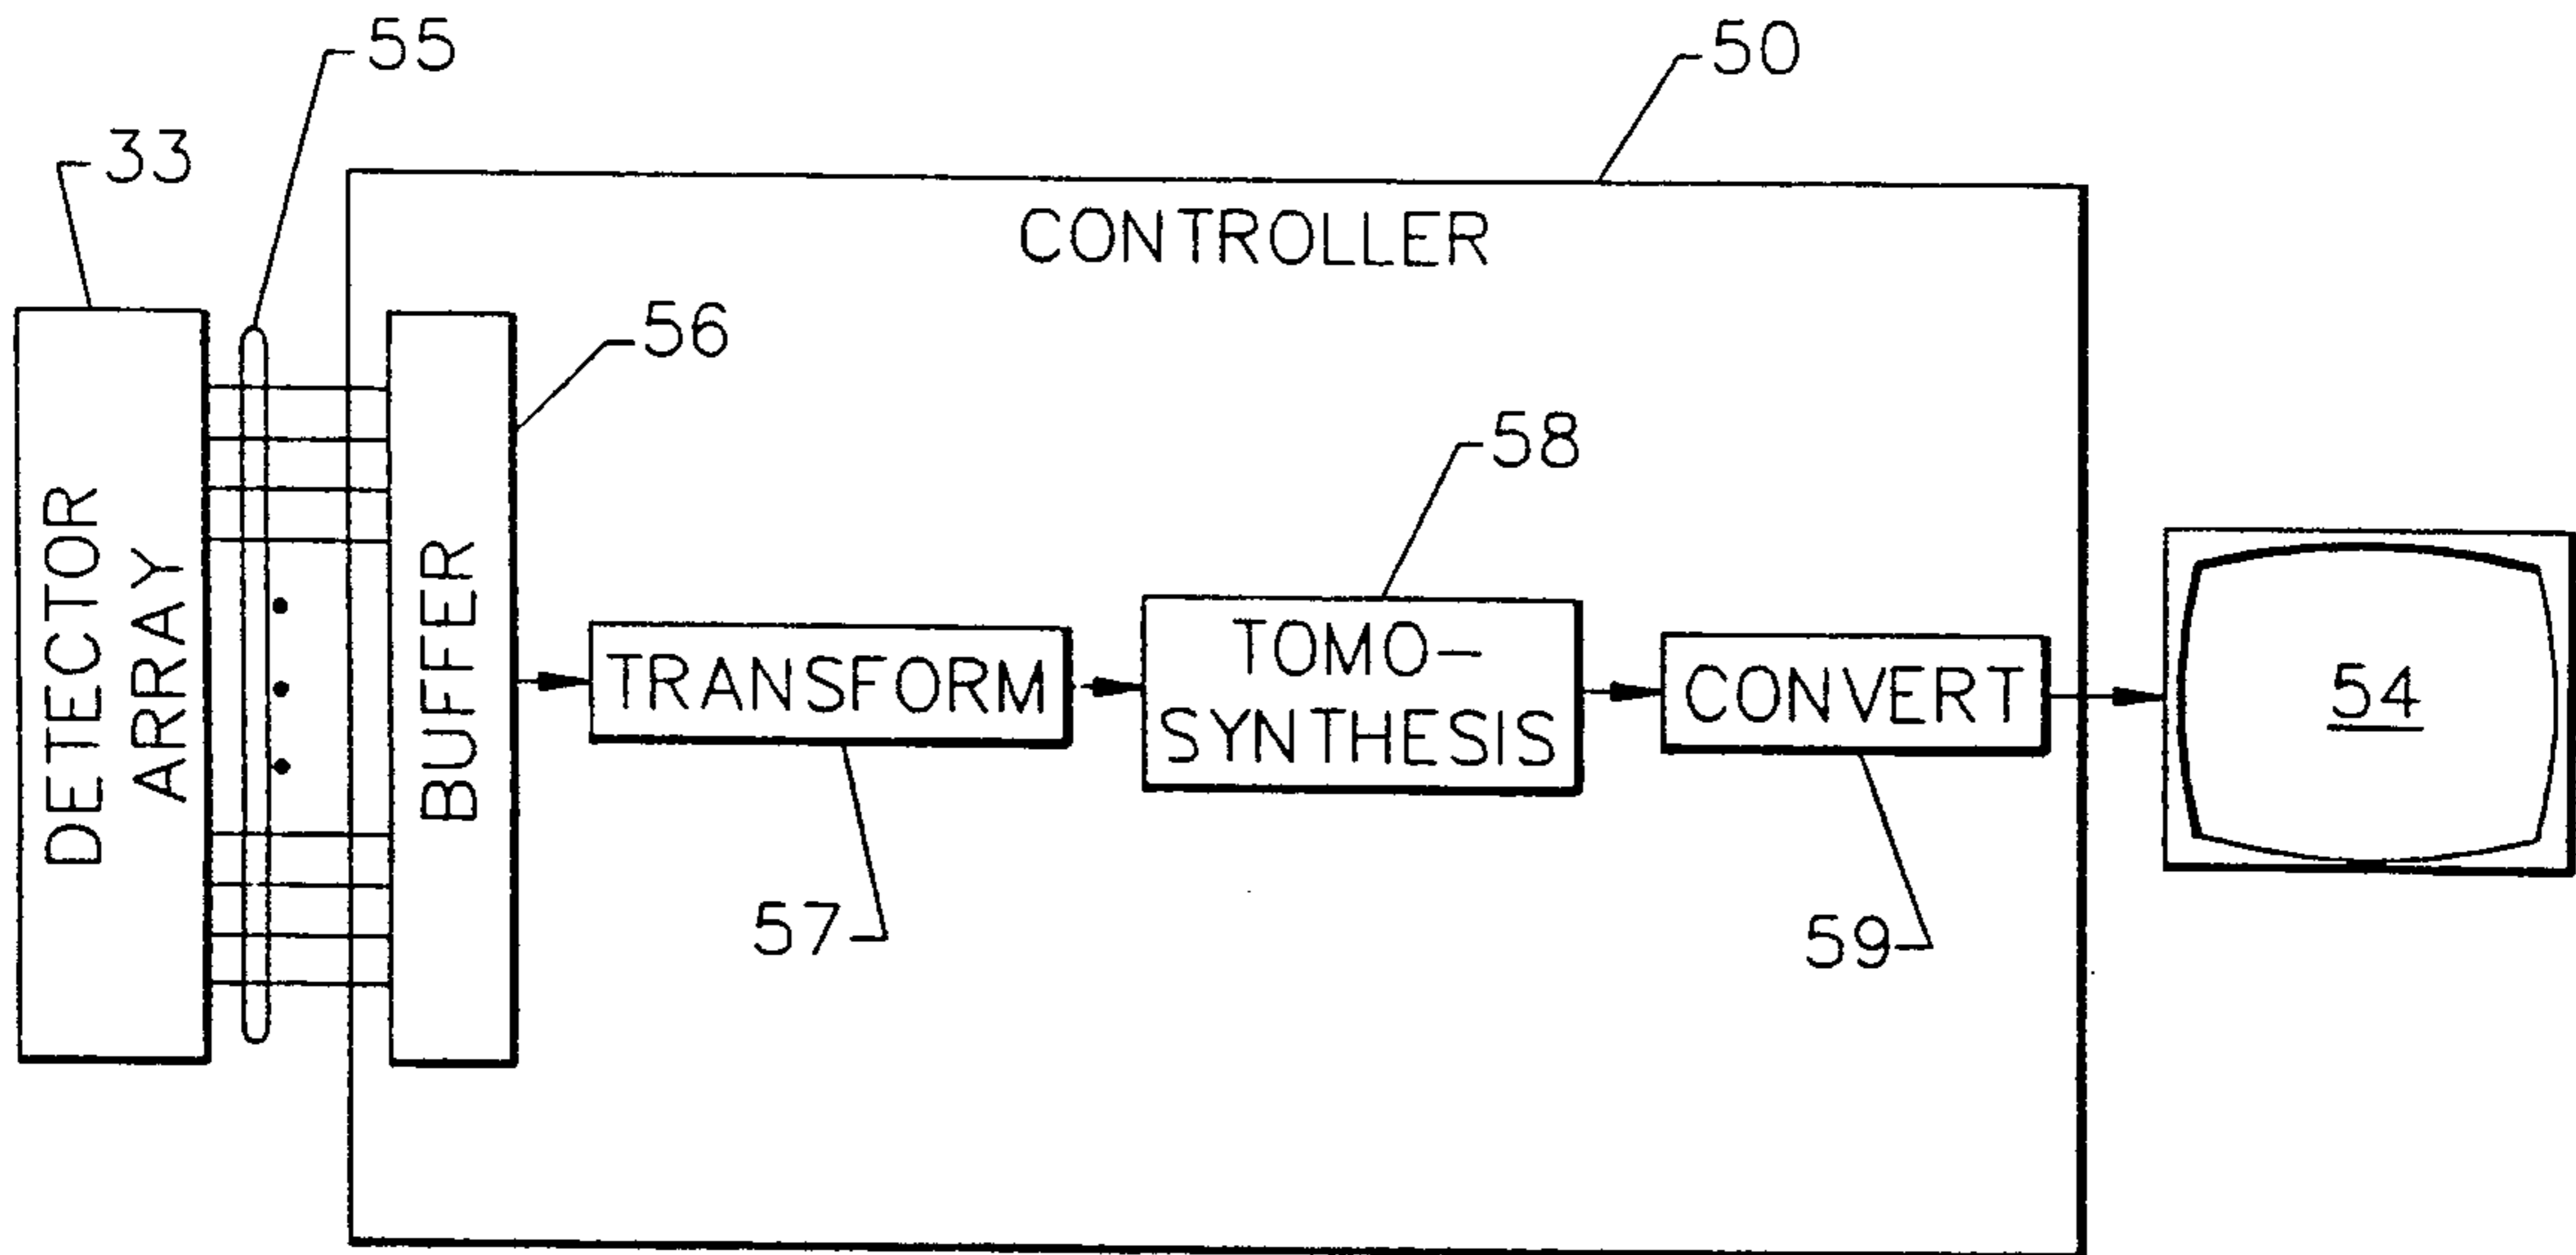 55
50
33
CONTROLLER
56
58
DETECTOR
ARRAY
BUFFER
TRANSFORM
TOMO-
SYNTHESIS
CONVERT
54
57
59